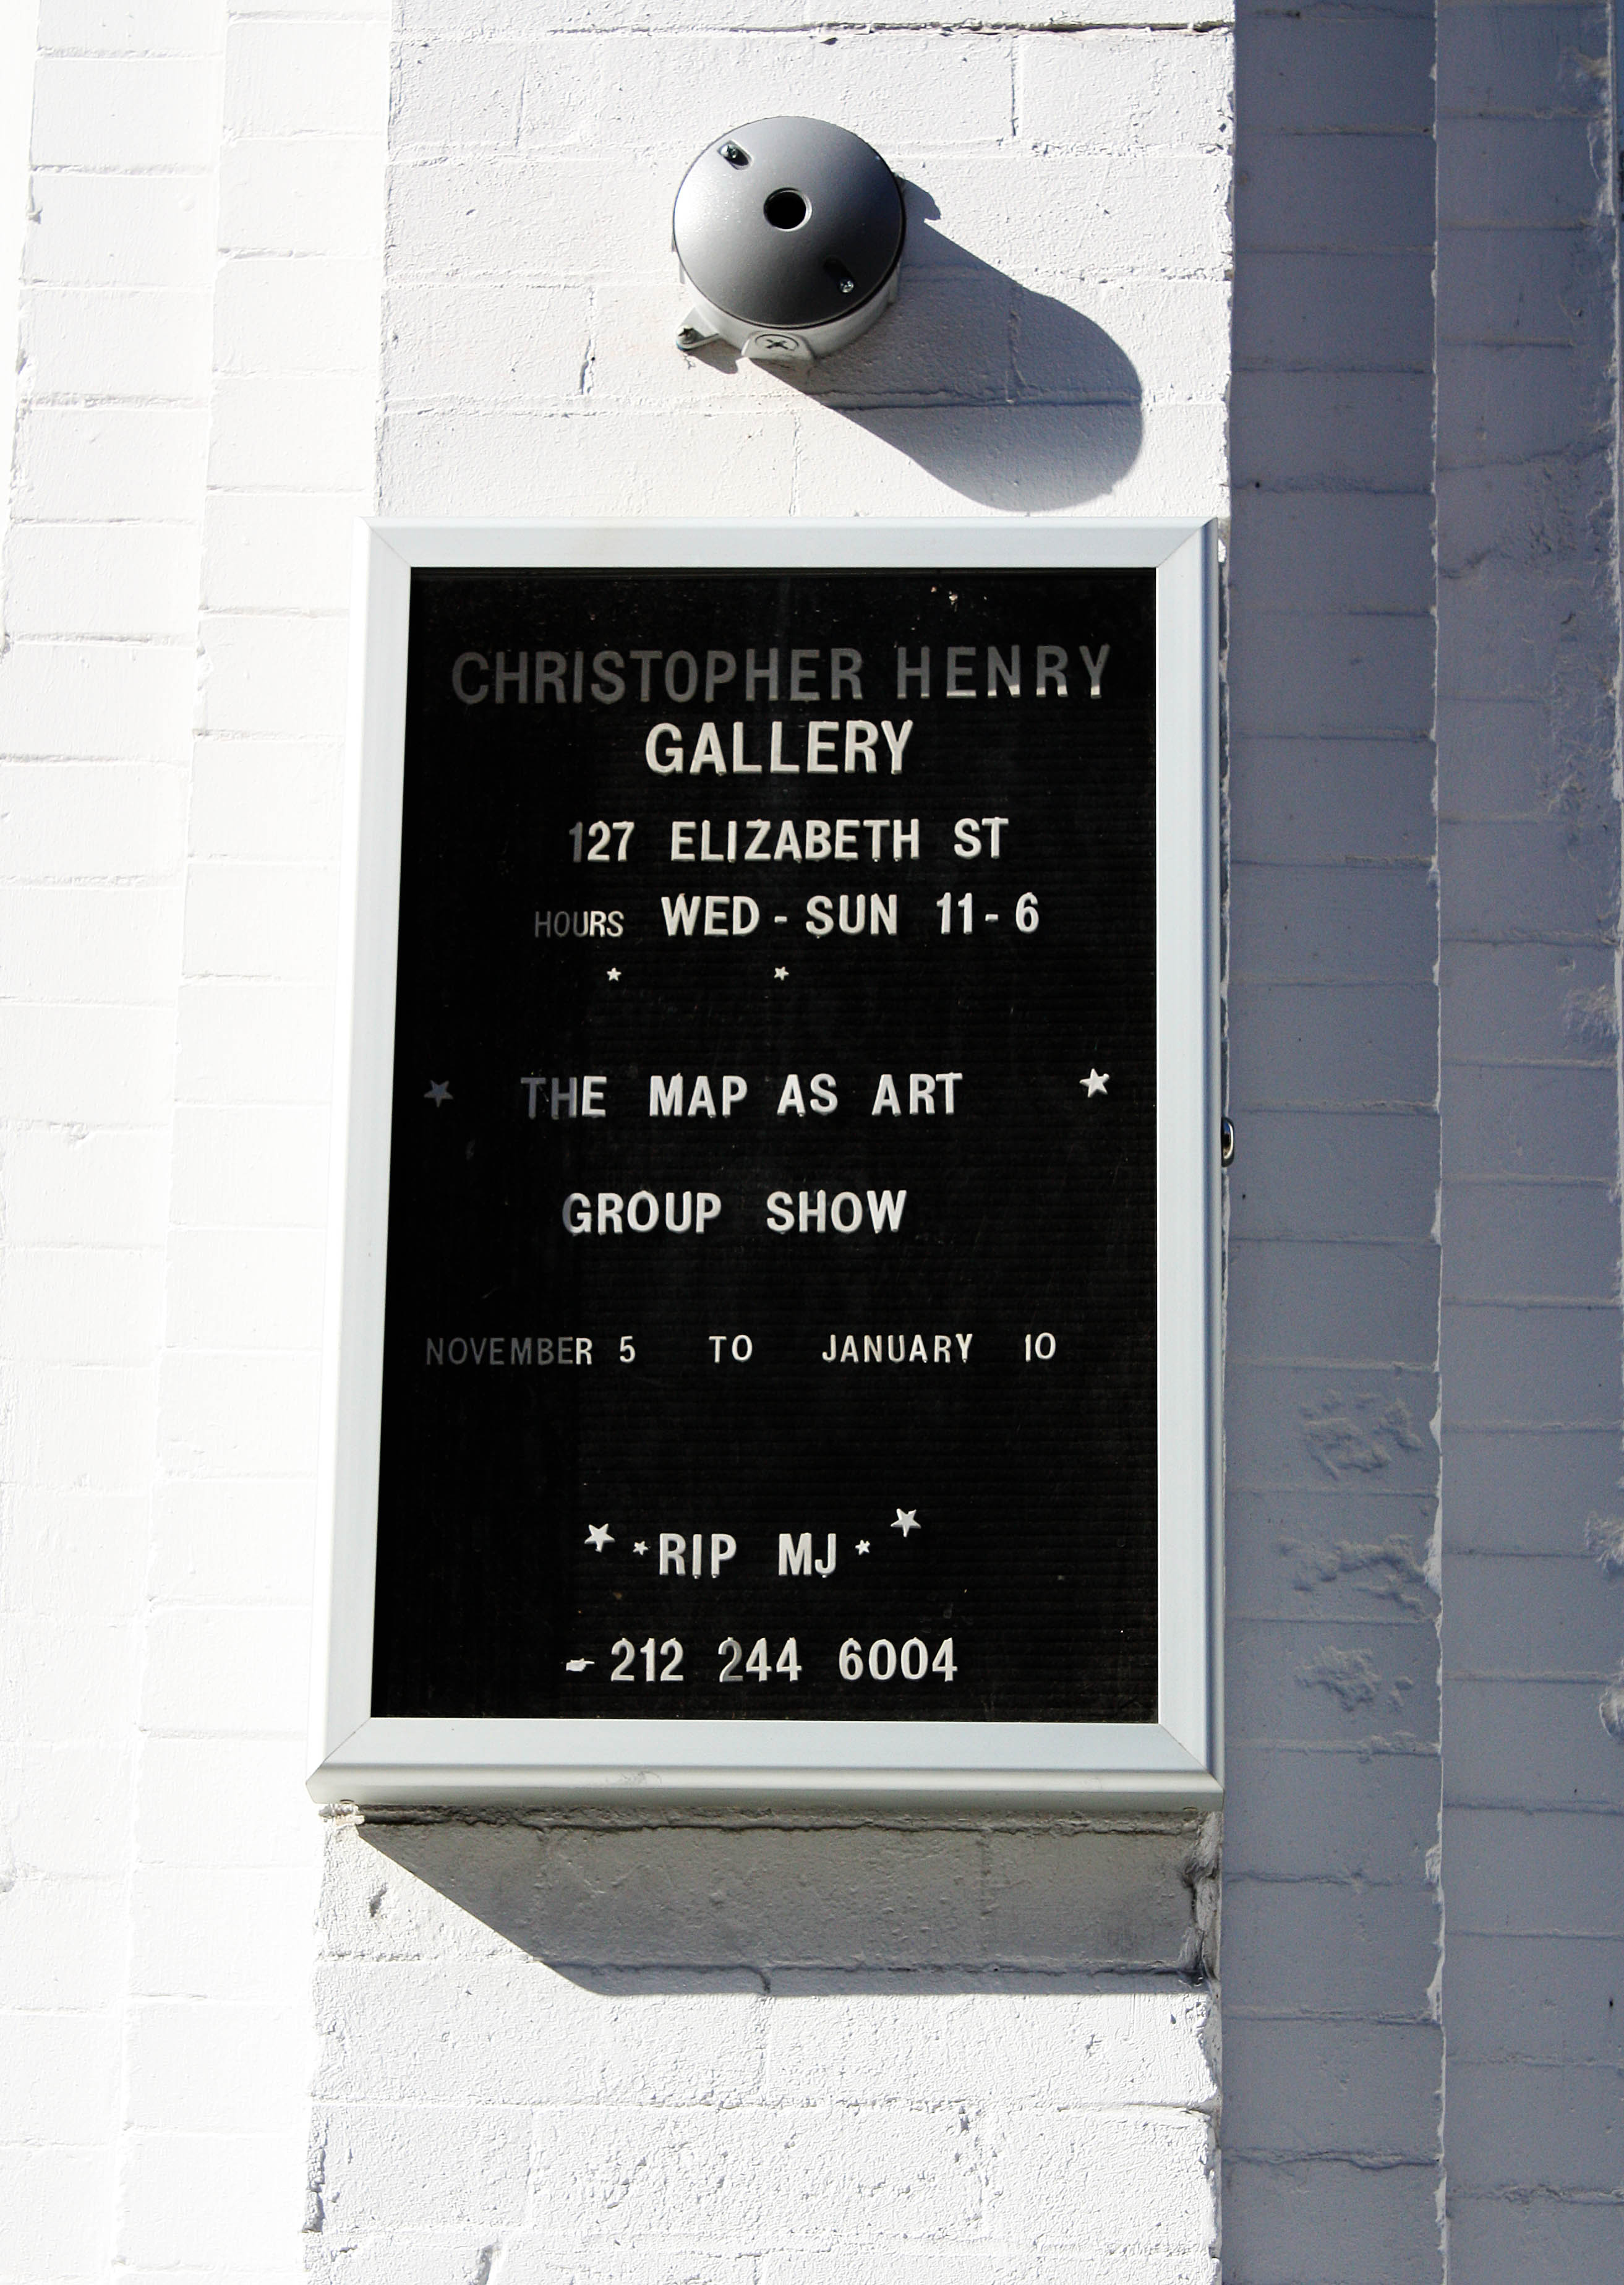 CHRISTOPHER HENRY
GALLERY
127 ELIZABETH ST
HOURS WED - SUN 11 - 6
THE MAP AS ART
GROUP SHOW
NOVEMBER 5 TO JANUARY 10
RIP MJ
212 244 6004